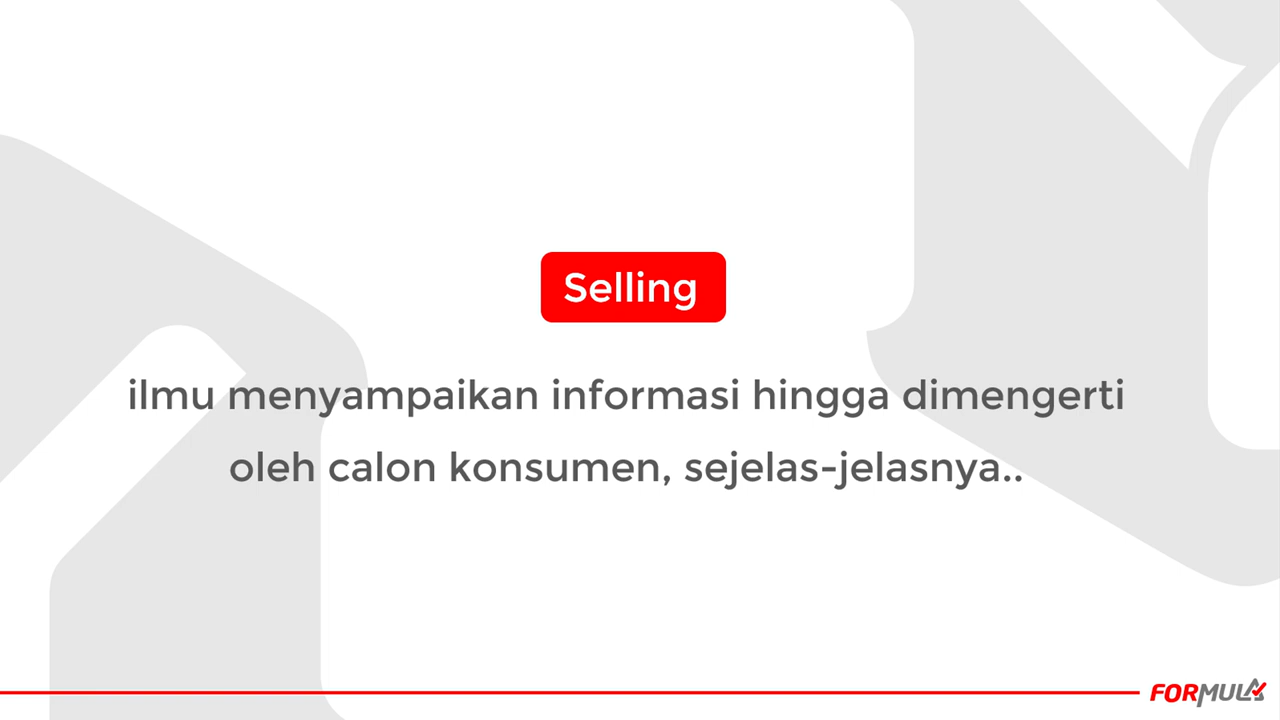 Selling
ilmu menyampaikan informasi hingga dimengerti
oleh calon konsumen, sejelas-jelasnya..
FORMULA